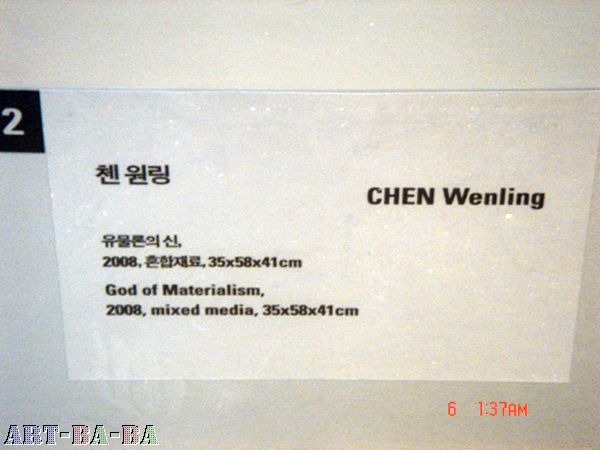 2
첸 원링
CHEN Wenling
유물론의 신,
2008, 혼합재료, 35x58x41cm
God of Materialism,
2008, mixed media, 35x58x41cm
6 1:37AM
ART-BA-BA